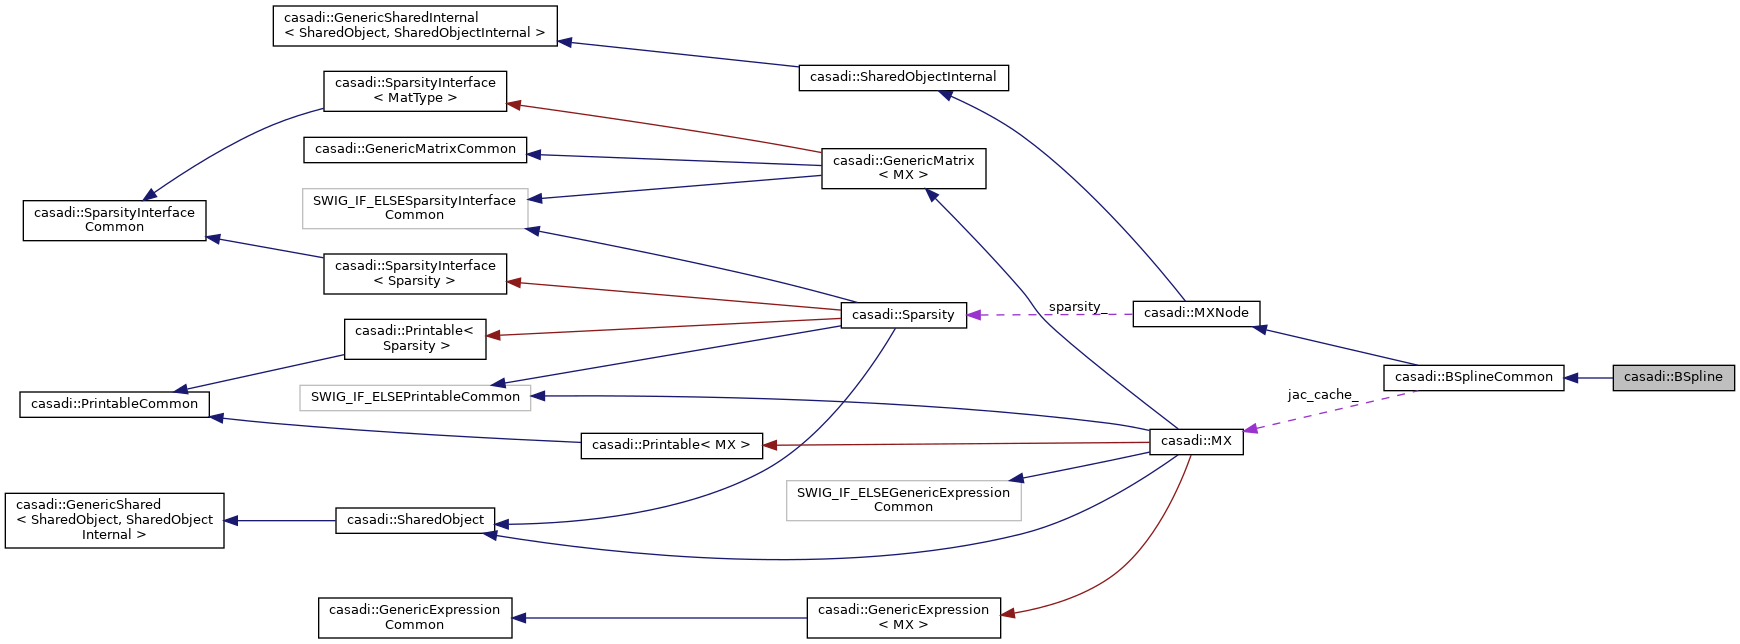 casadi::GenericSharedInternal
< SharedObject, SharedObjectInternal >
casadi::SharedObjectInternal
casadi::SparsityInterface
< MatType >
casadi::GenericMatrixCommon
casadi::GenericMatrix
< MX >
SWIG_IF_ELSESparsityInterface
Common
casadi::SparsityInterface
Common
casadi::SparsityInterface
< Sparsity >
casadi::Sparsity
sparsity_
casadi::MXNode
casadi::Printable<
Sparsity >
casadi::BSplineCommon
casadi::BSpline
SWIG_IF_ELSEPrintableCommon
casadi::PrintableCommon
jac_cache_
casadi::Printable< MX >
casadi::MX
SWIG_IF_ELSEGenericExpression
Common
casadi::GenericShared
< SharedObject, SharedObject
Internal >
casadi::SharedObject
casadi::GenericExpression
Common
casadi::GenericExpression
< MX >